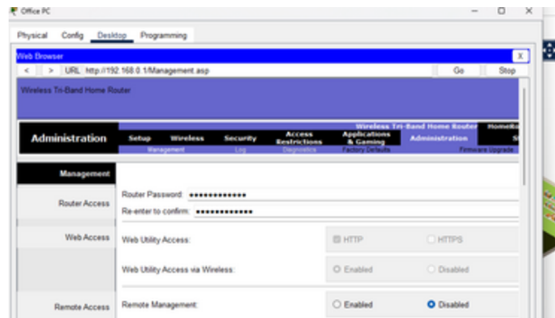 Office PC
Physical Config Desktop Programming
Web Browser X
< > URL http://192.168.0.1/Management.asp Go Stop
Wireless Tri-Band Home Router
Wireless Tri-Band Home Router
Administration Setup Wireless Security Access Restrictions Applications & Gaming Administration
Management Log Diagnostics Factory Defaults Firmware Upgrade
Management
Router Access
Router Password: ••••••••••••
Re-enter to confirm: ••••••••••••
Web Access
Web Utility Access: HTTP HTTPS
Web Utility Access via Wireless: Enabled Disabled
Remote Access
Remote Management: Enabled Disabled